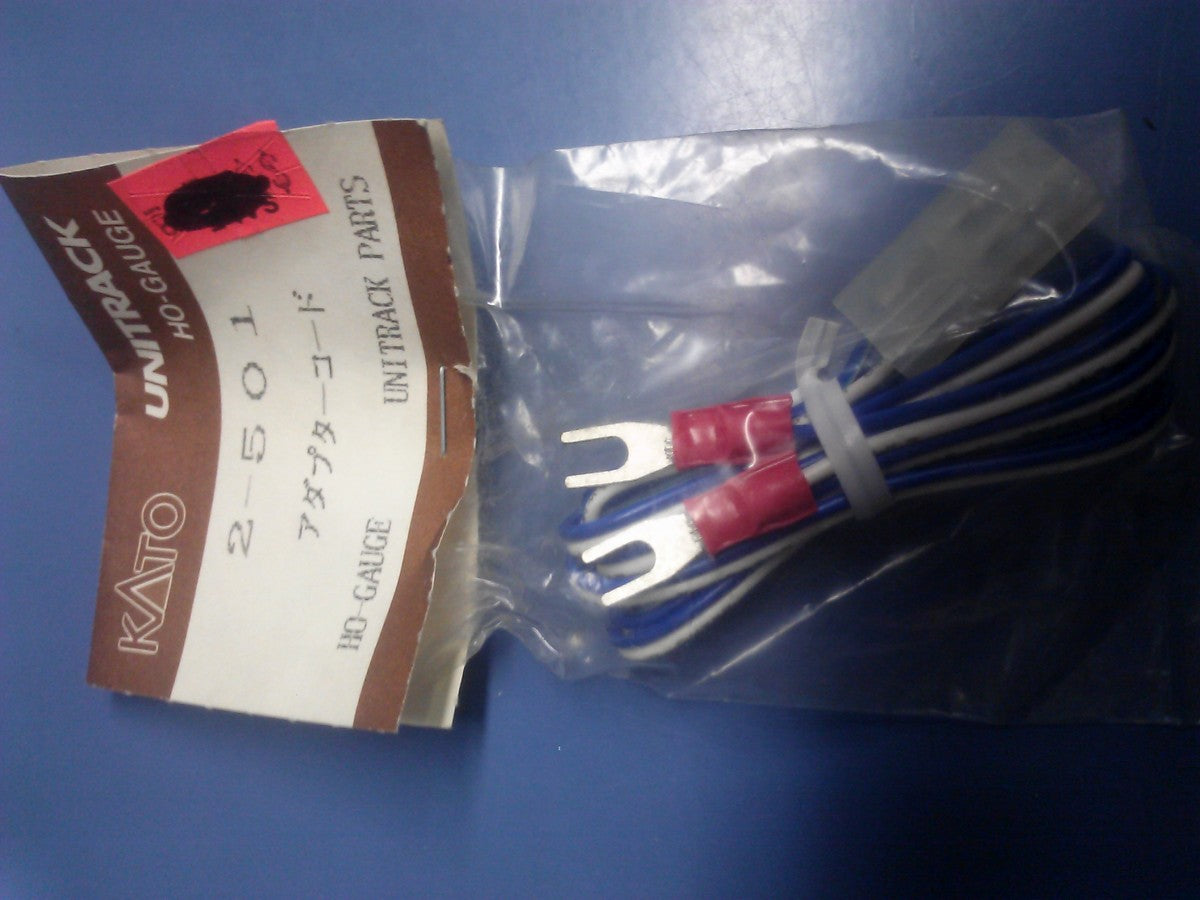 KATO UNITRACK
HO-GAUGE
2-501
アダプターコード
HO-GAUGE UNITRACK PARTS